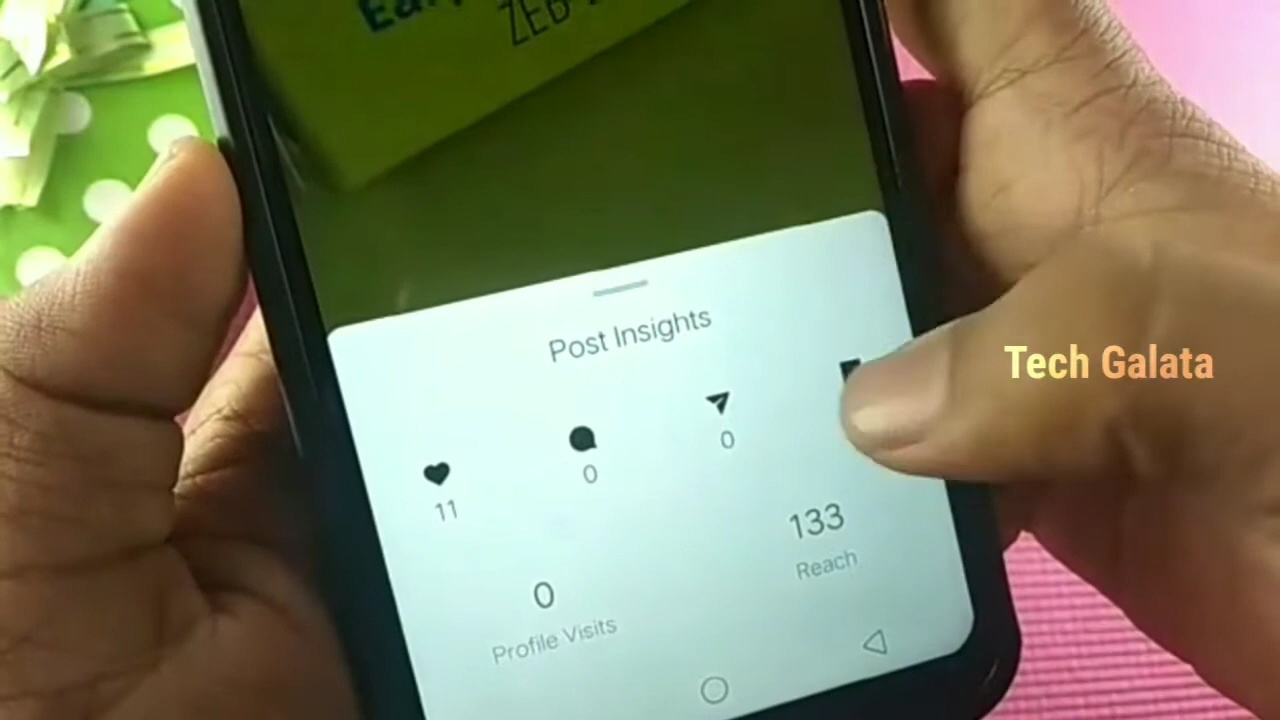 ZEB
Post Insights
11
0
0
0
Profile Visits
133
Reach
Tech Galata